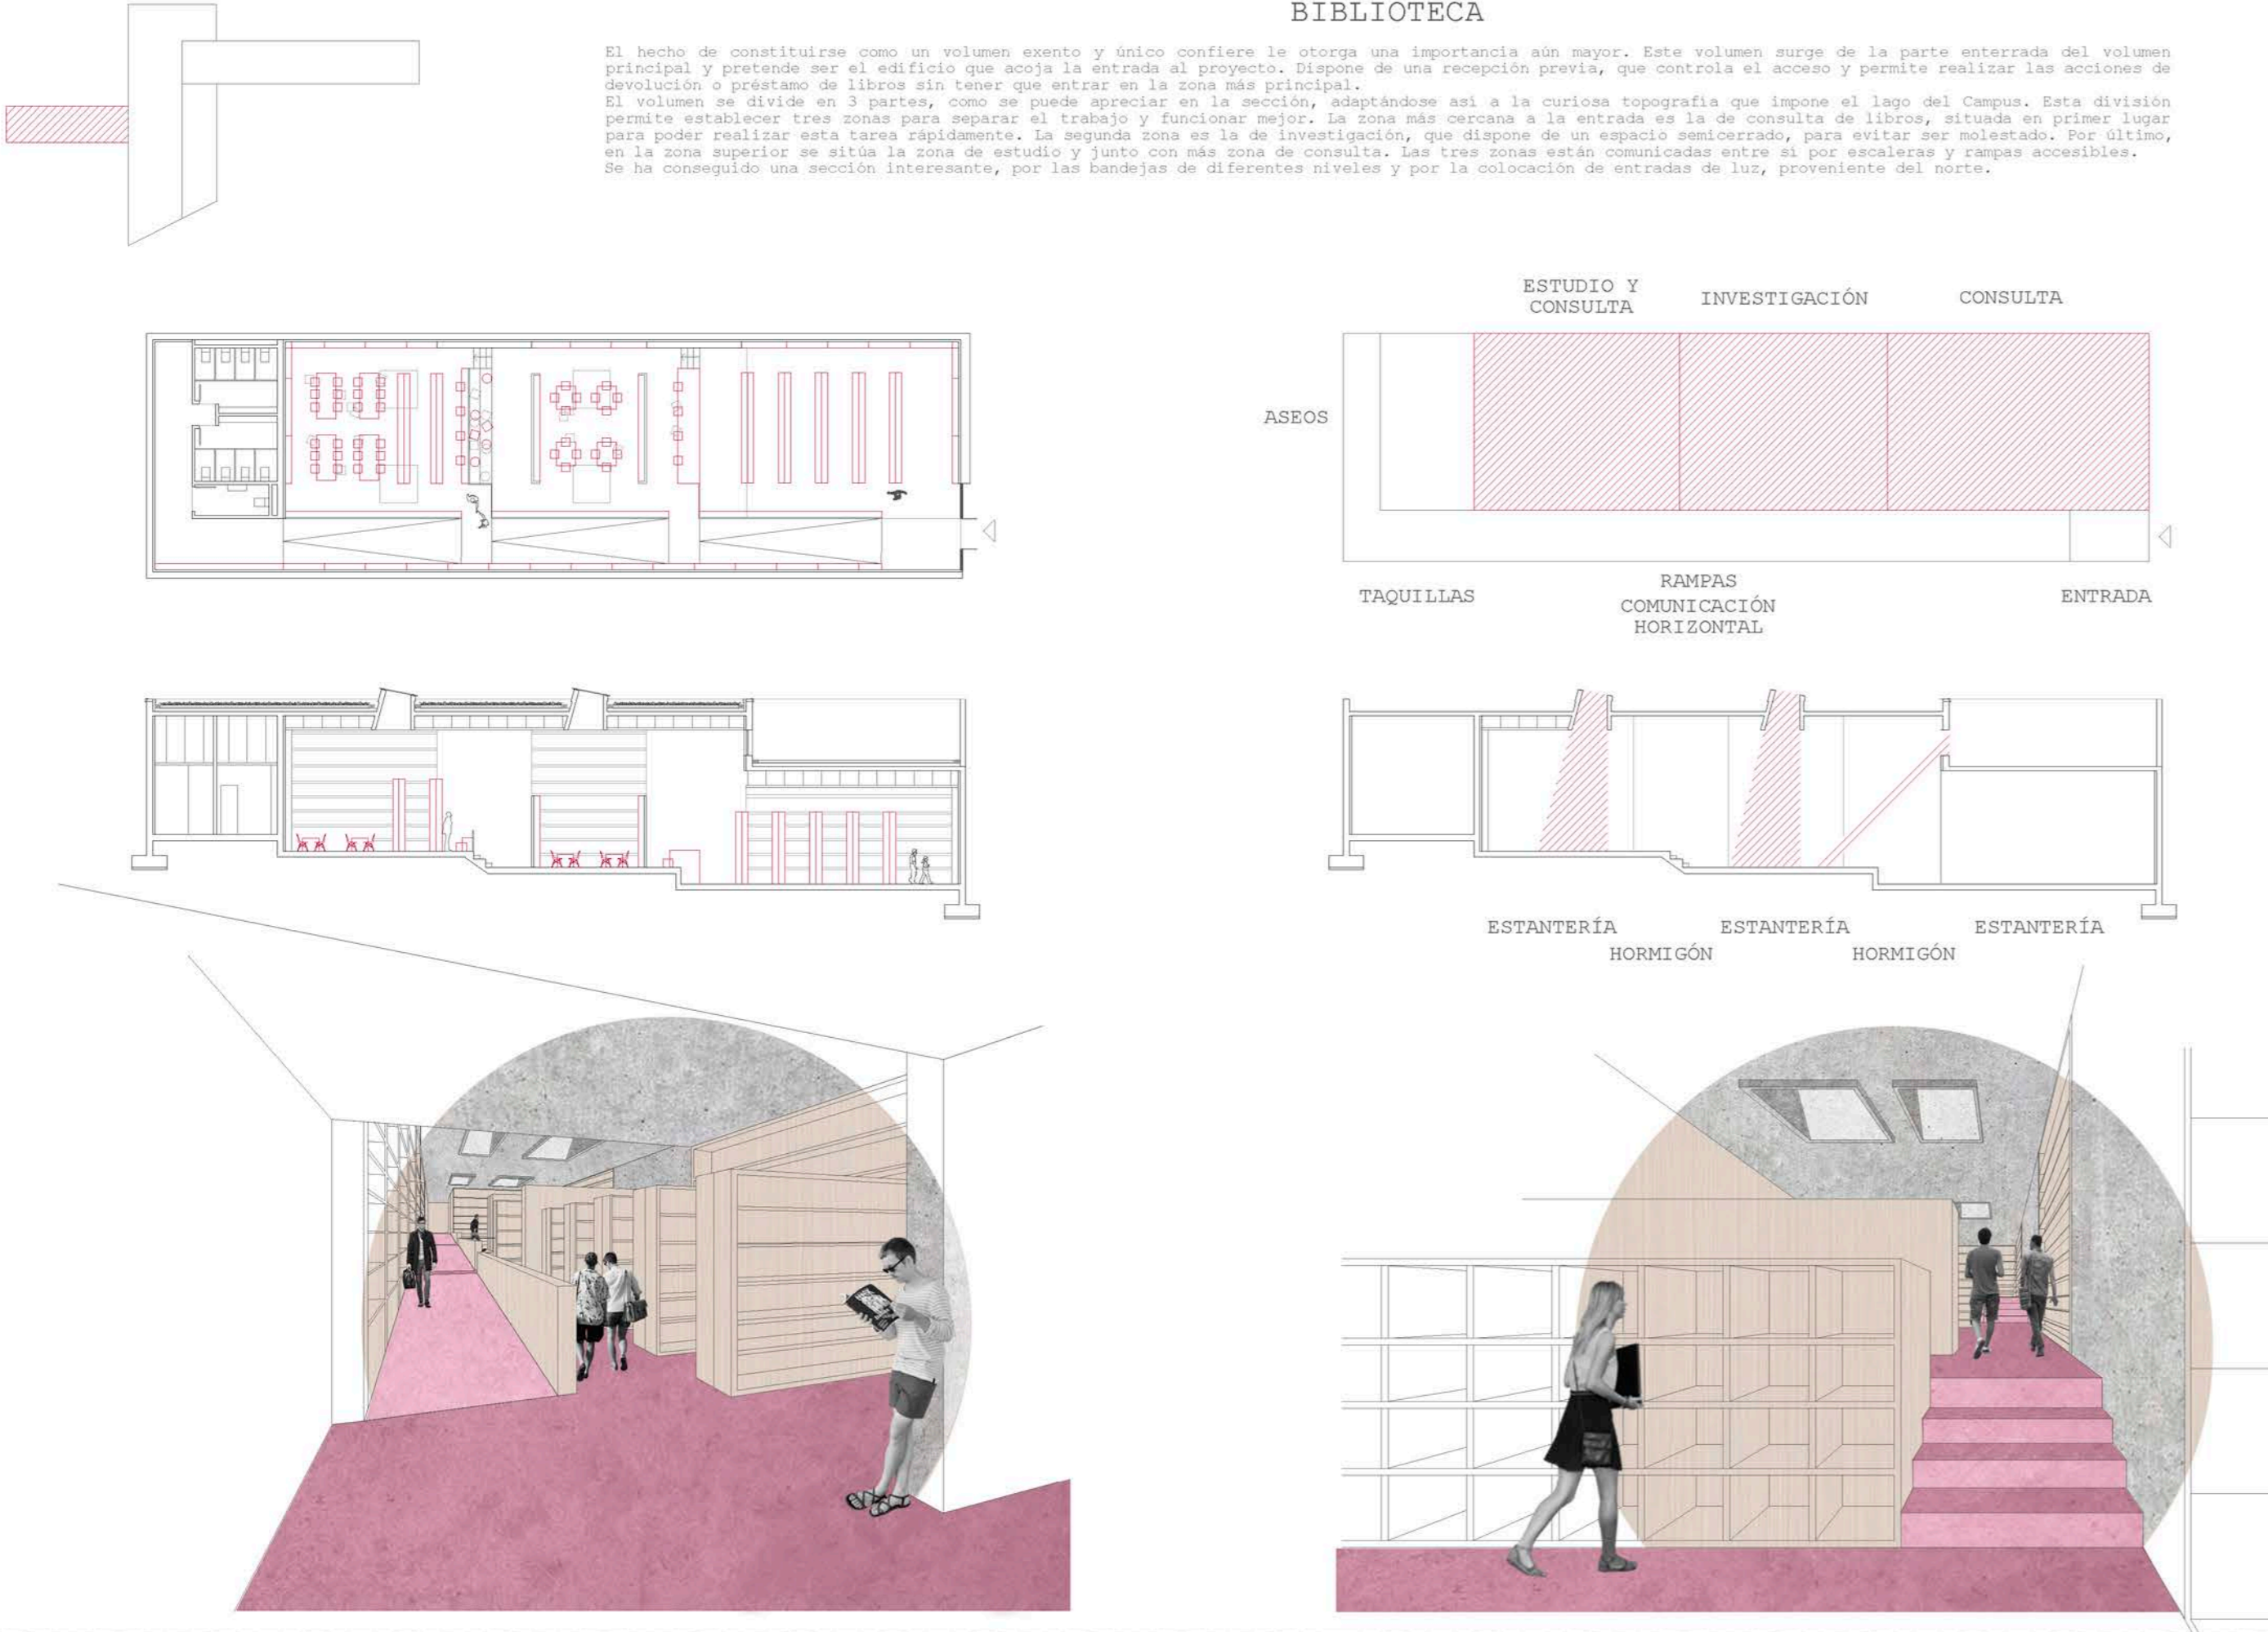 BIBLIOTECA
El hecho de constituirse como un volumen exento y único confiere le otorga una importancia aún mayor. Este volumen surge de la parte enterrada del volumen
principal y pretende ser el edificio que acoja la entrada al proyecto. Dispone de una recepción previa, que controla el acceso y permite realizar las acciones de
devolución o préstamo de libros sin tener que entrar en la zona más principal.
El volumen se divide en 3 partes, como se puede apreciar en la sección, adaptándose así a la curiosa topografía que impone el lago del Campus. Esta división
permite establecer tres zonas para separar el trabajo y funcionar mejor. La zona más cercana a la entrada es la de consulta de libros, situada en primer lugar
para poder realizar esta tarea rápidamente. La segunda zona es la de investigación, que dispone de un espacio semicerrado, para evitar ser molestado. Por último,
en la zona superior se sitúa la zona de estudio y junto con más zona de consulta. Las tres zonas están comunicadas entre sí por escaleras y rampas accesibles.
Se ha conseguido una sección interesante, por las bandejas de diferentes niveles y por la colocación de entradas de luz, proveniente del norte.
ESTUDIO Y
CONSULTA
INVESTIGACIÓN
CONSULTA
ASEOS
TAQUILLAS
RAMPAS
COMUNICACIÓN
HORIZONTAL
ENTRADA
ESTANTERÍA
HORMIGÓN
ESTANTERÍA
HORMIGÓN
ESTANTERÍA